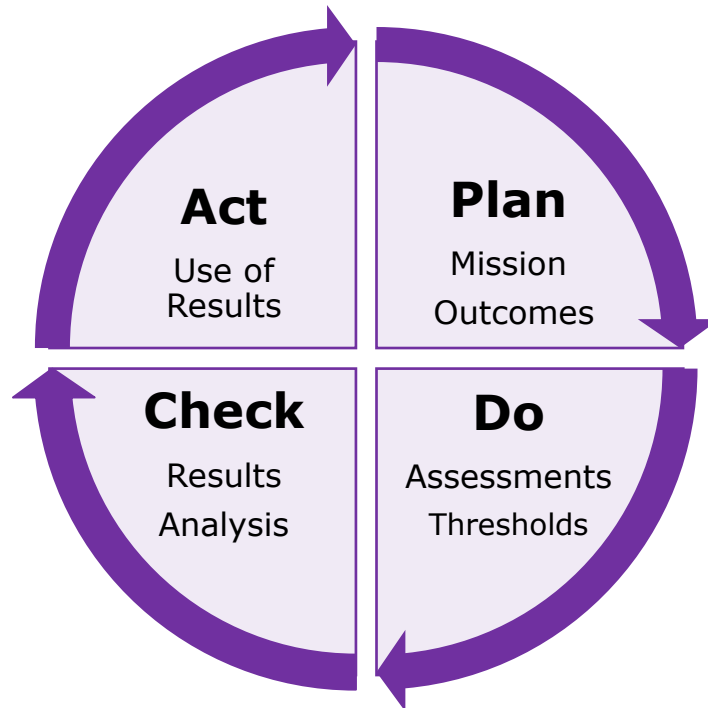 Act
Use of
Results
Plan
Mission
Outcomes
Check
Results
Analysis
Do
Assessments
Thresholds